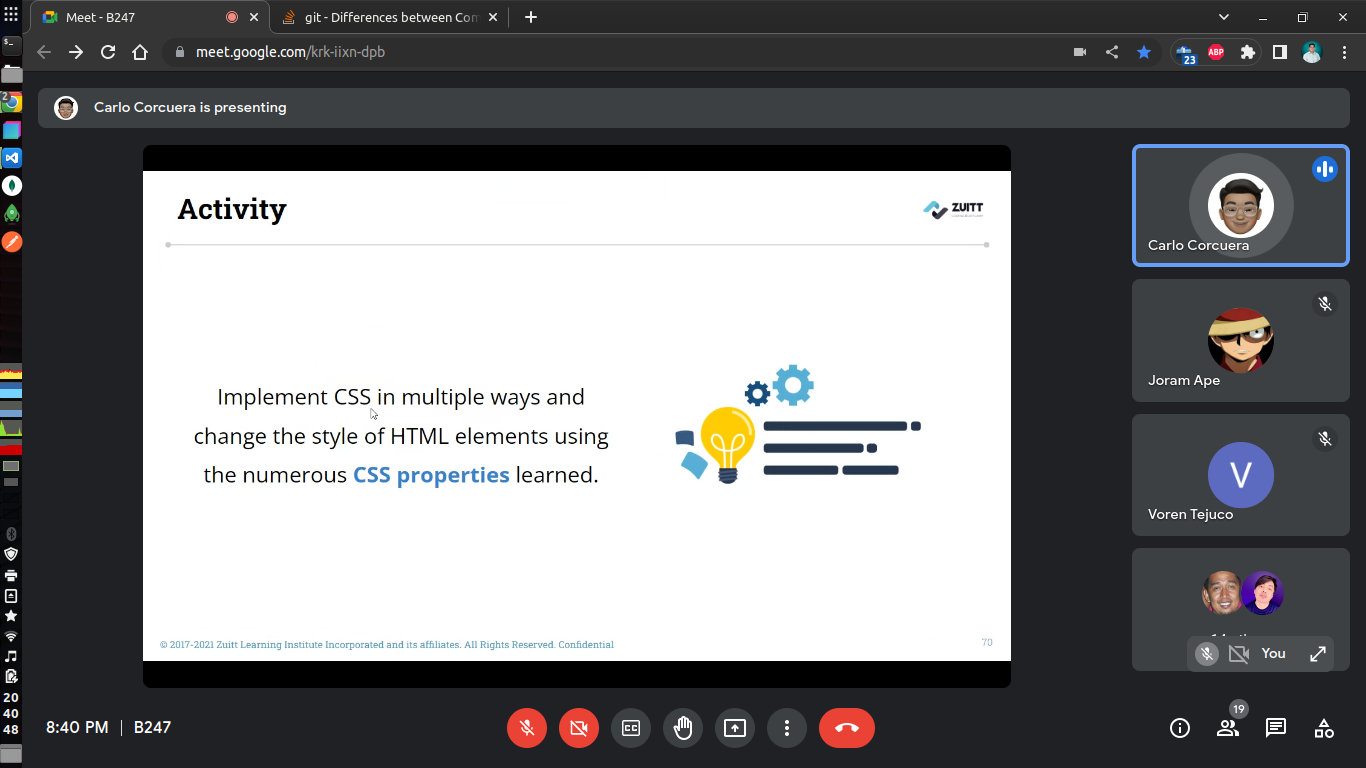 Meet - B247
git - Differences between Con
meet.google.com/krk-iixn-dpb
23
ABP
2
Carlo Corcuera is presenting
Activity
ZUITT
Implement CSS in multiple ways and
change the style of HTML elements using
the numerous CSS properties learned.
© 2017-2021 Zuitt Learning Institute Incorporated and its affiliates. All Rights Reserved. Confidential
70
Carlo Corcuera
Joram Ape
V
Voren Tejuco
You
20
40
48
8:40 PM | B247
CC
19